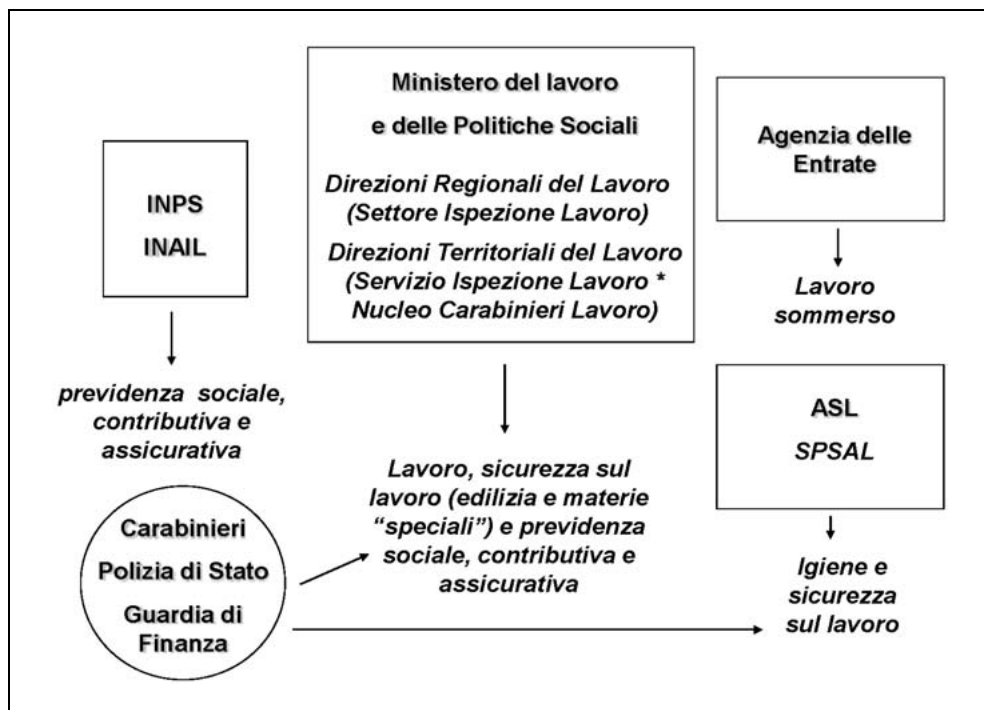 Ministero del lavoro
e delle Politiche Sociali
Direzioni Regionali del Lavoro
(Settore Ispezione Lavoro)
Direzioni Territoriali del Lavoro
(Servizio Ispezione Lavoro *
Nucleo Carabinieri Lavoro)
Agenzia delle
Entrate
INPS
INAIL
Lavoro
sommerso
previdenza sociale,
contributiva e
assicurativa
ASL
SPSAL
Lavoro, sicurezza sul
lavoro (edilizia e materie
“speciali”) e previdenza
sociale, contributiva e
assicurativa
Carabinieri
Polizia di Stato
Guardia di
Finanza
Igiene e
sicurezza
sul lavoro